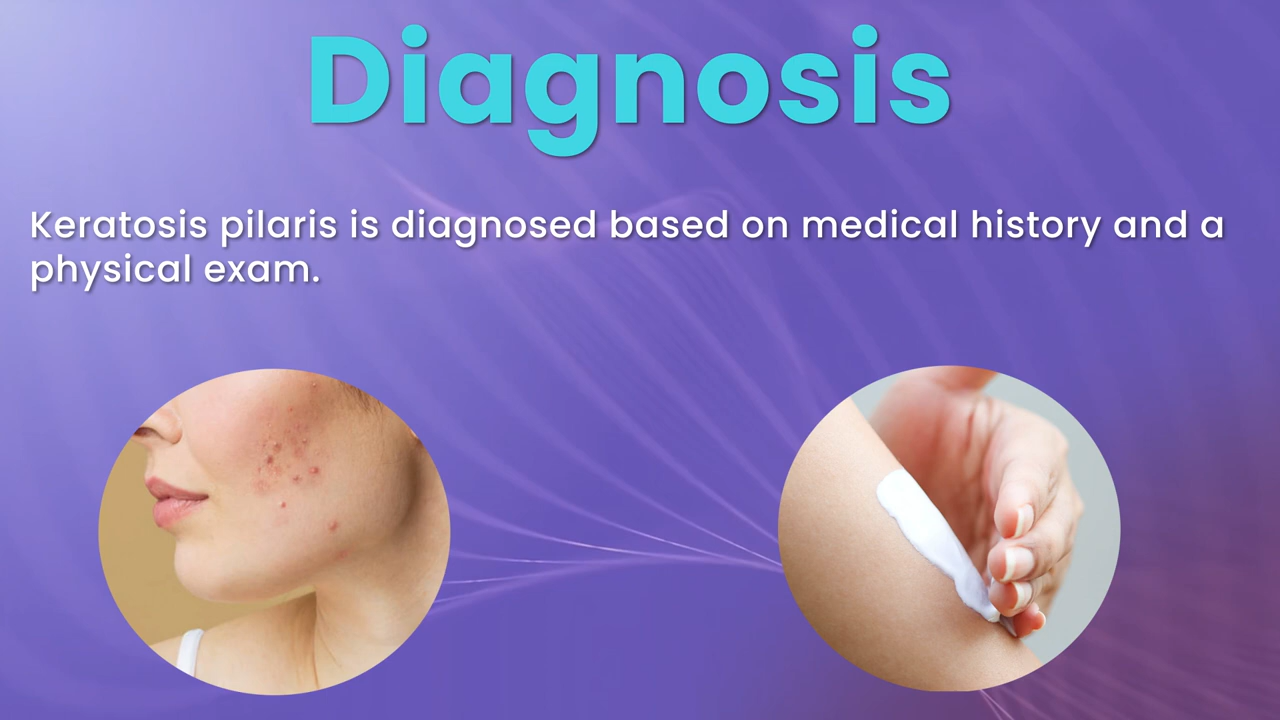 Diagnosis
Keratosis pilaris is diagnosed based on medical history and a
physical exam.